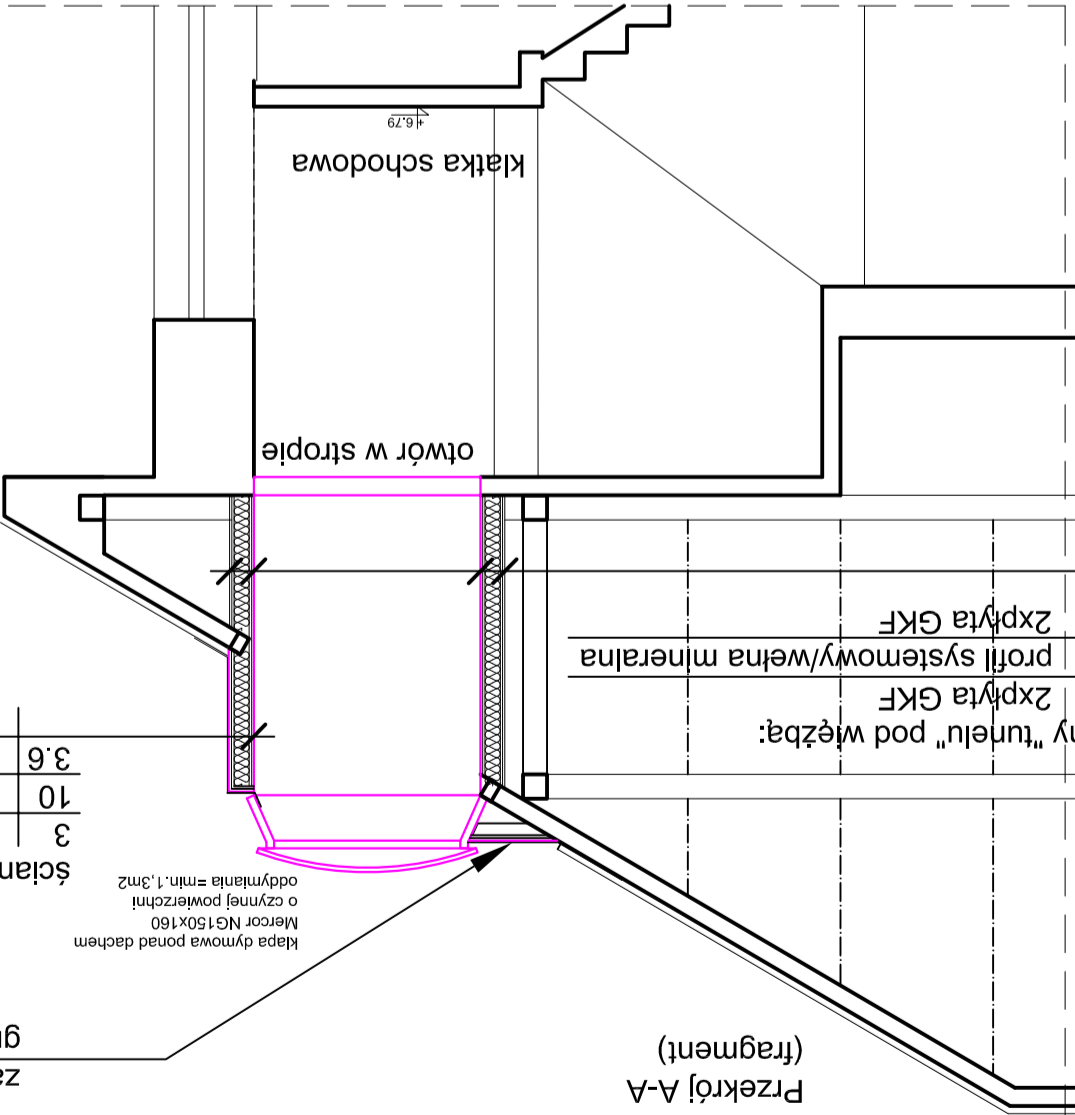 Przekrój A-A
(fragment)
za
klapa dymowa ponad dachem
Mercor NG150x160
o czynnej powierzchni
oddymiania =min.1,3m2
ścian
3
10
3.6
ny "tunelu" pod więźbą:
2xpłyta GKF
profil systemowy/wełna mineralna
2xpłyta GKF
otwór w stropie
klatka schodowa
+6.79